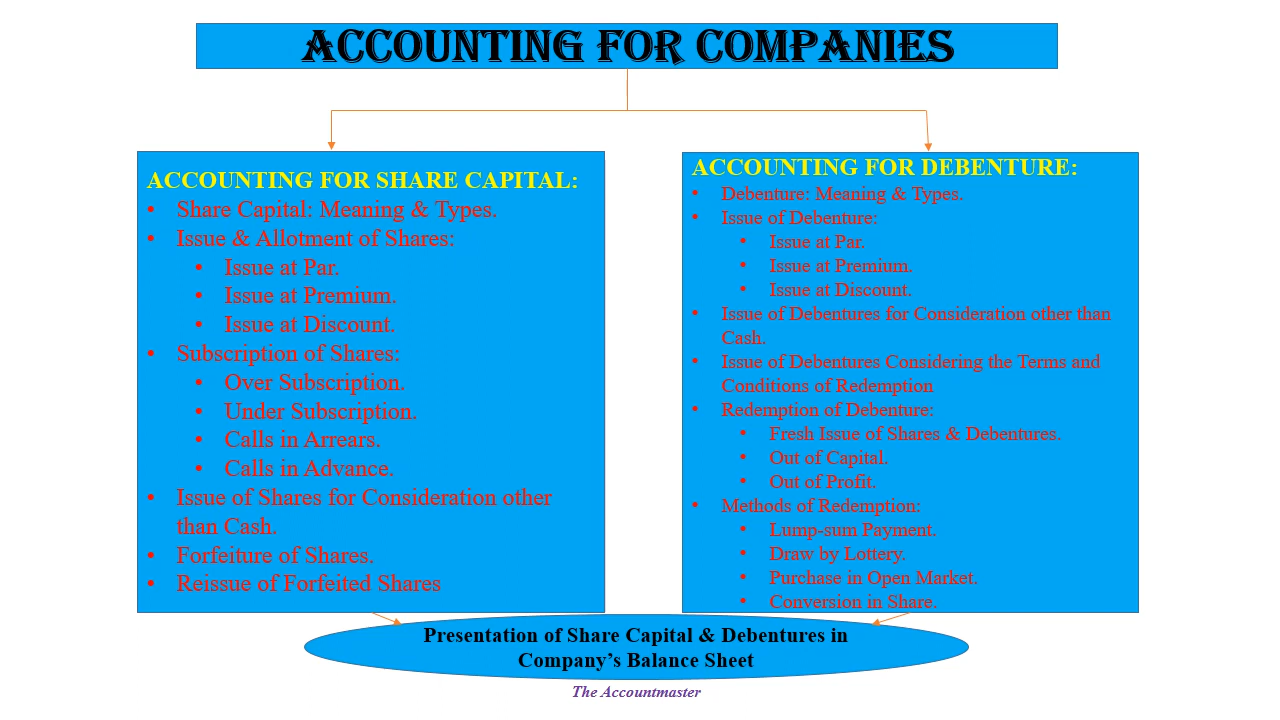 ACCOUNTING FOR COMPANIES
ACCOUNTING FOR SHARE CAPITAL:
• Share Capital: Meaning & Types.
• Issue & Allotment of Shares:
• Issue at Par.
• Issue at Premium.
• Issue at Discount.
• Subscription of Shares:
• Over Subscription.
• Under Subscription.
• Calls in Arrears.
• Calls in Advance.
• Issue of Shares for Consideration other
than Cash.
• Forfeiture of Shares.
• Reissue of Forfeited Shares
ACCOUNTING FOR DEBENTURE:
• Debenture: Meaning & Types.
• Issue of Debenture:
• Issue at Par.
• Issue at Premium.
• Issue at Discount.
• Issue of Debentures for Consideration other than
Cash.
• Issue of Debentures Considering the Terms and
Conditions of Redemption
• Redemption of Debenture:
• Fresh Issue of Shares & Debentures.
• Out of Capital.
• Out of Profit.
• Methods of Redemption:
• Lump-sum Payment.
• Draw by Lottery.
• Purchase in Open Market.
• Conversion in Share.
Presentation of Share Capital & Debentures in
Company's Balance Sheet
The Accountmaster